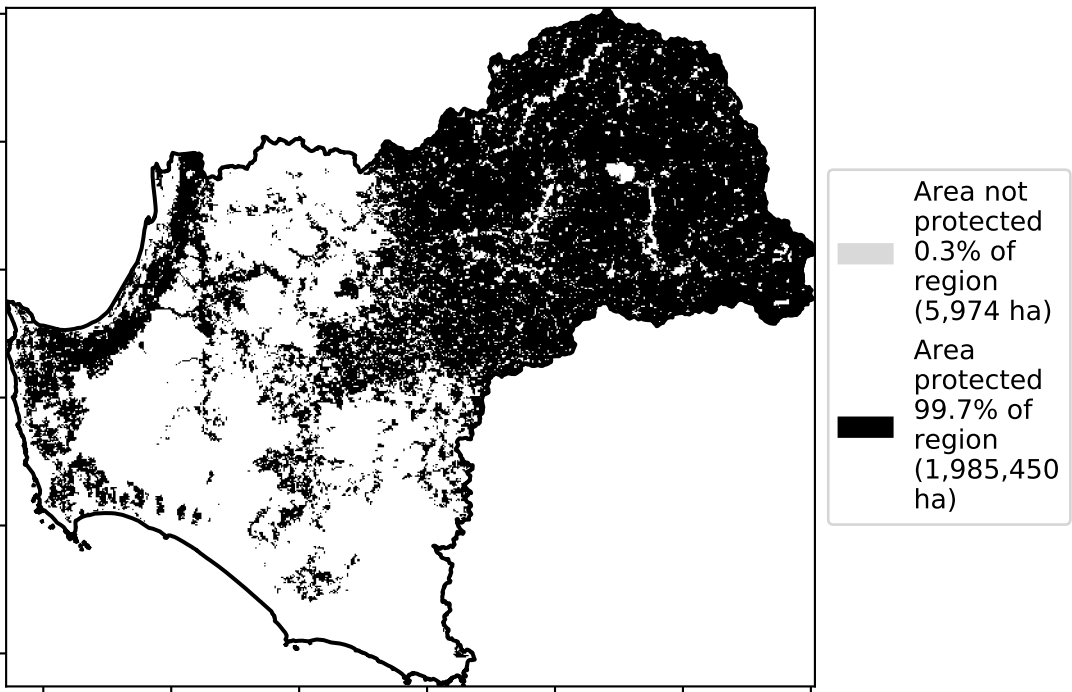 Area not
protected
0.3% of
region
(5,974 ha)
Area
protected
99.7% of
region
(1,985,450
ha)